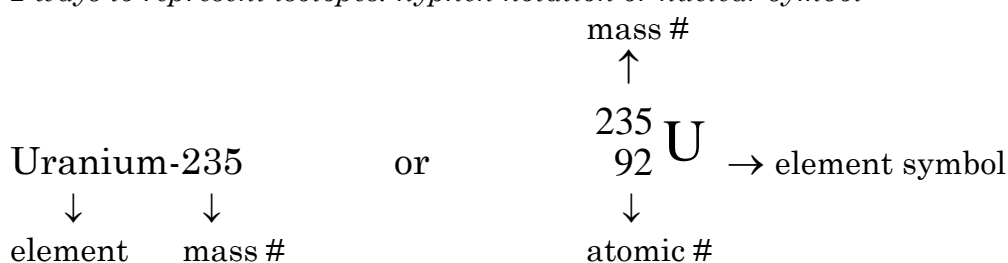 mass #
↑
235
92 U → element symbol
Uranium-235 or
↓ ↓ ↓
element mass # atomic #